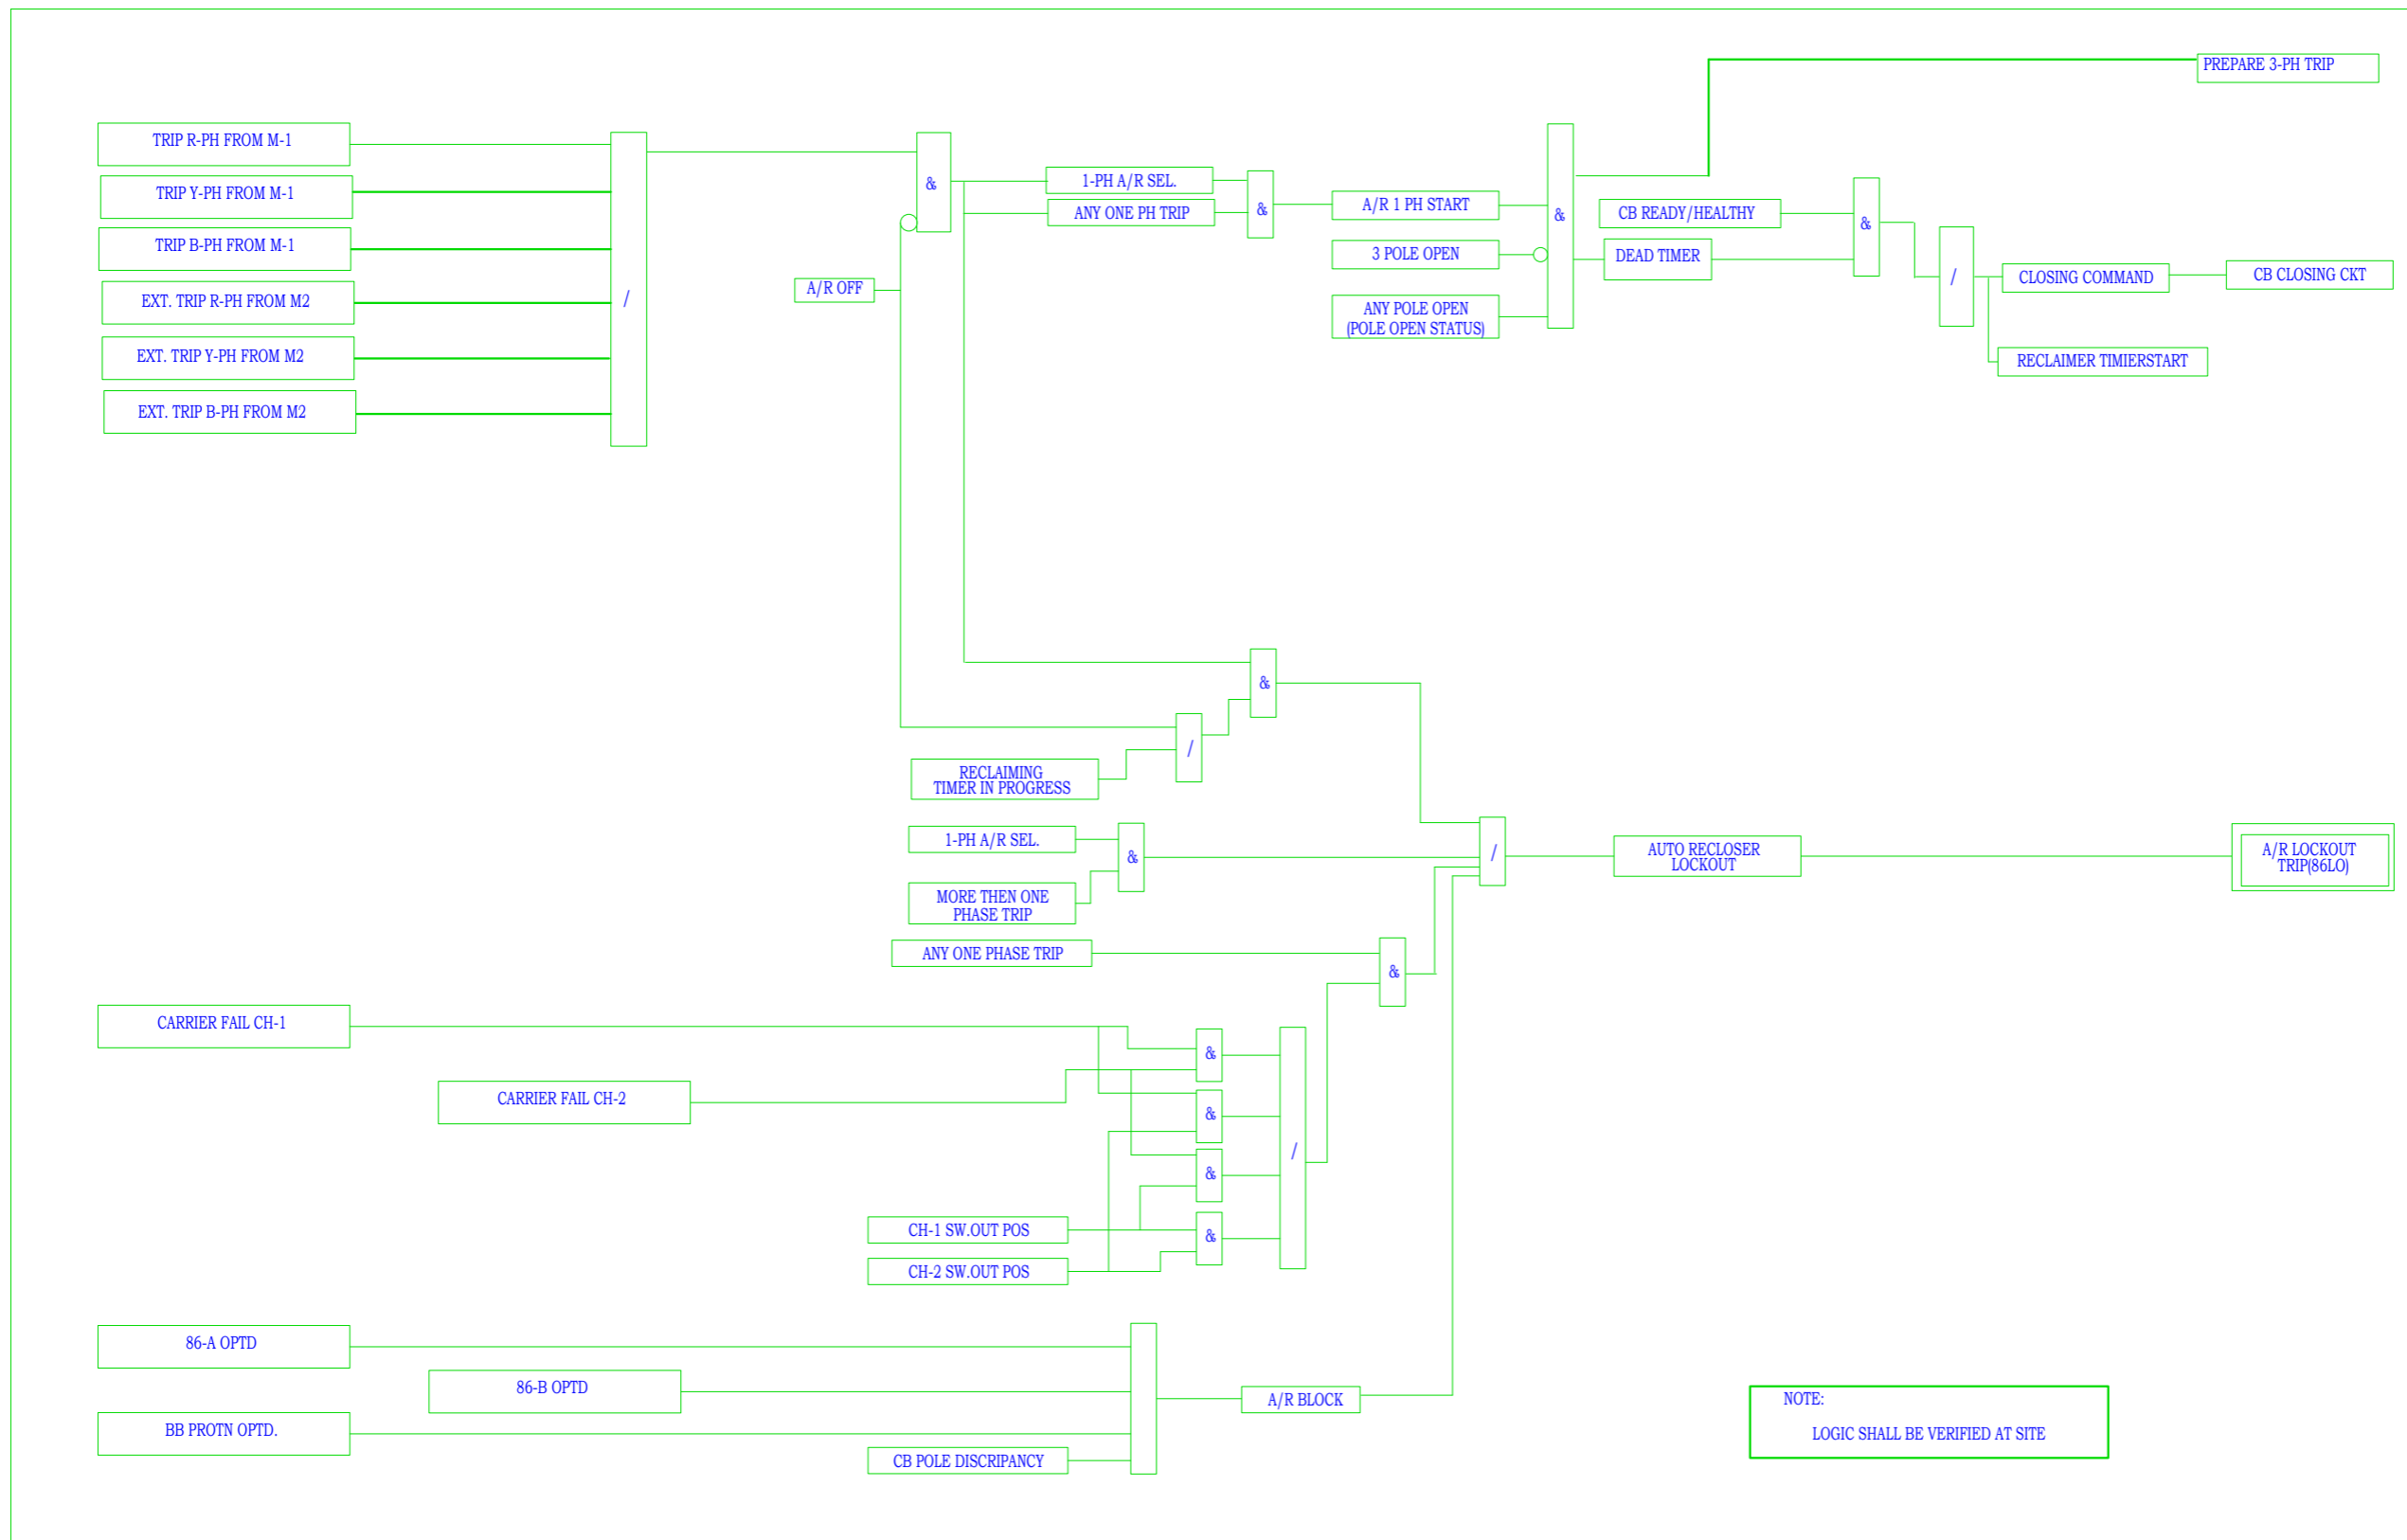 PREPARE 3-PH TRIP
TRIP R-PH FROM M-1
TRIP Y-PH FROM M-1
TRIP B-PH FROM M-1
EXT. TRIP R-PH FROM M2
EXT. TRIP Y-PH FROM M2
EXT. TRIP B-PH FROM M2
/
&
A/R OFF
1-PH A/R SEL.
ANY ONE PH TRIP
&
A/R 1 PH START
3 POLE OPEN
ANY POLE OPEN
(POLE OPEN STATUS)
&
CB READY/HEALTHY
DEAD TIMER
&
/
CLOSING COMMAND
CB CLOSING CKT
RECLAIMER TIMIERSTART
&
/
RECLAIMING
TIMER IN PROGRESS
1-PH A/R SEL.
&
MORE THEN ONE
PHASE TRIP
/
AUTO RECLOSER
LOCKOUT
A/R LOCKOUT
TRIP(86LO)
ANY ONE PHASE TRIP
&
CARRIER FAIL CH-1
CARRIER FAIL CH-2
&
&
&
&
/
CH-1 SW.OUT POS
CH-2 SW.OUT POS
86-A OPTD
86-B OPTD
BB PROTN OPTD.
CB POLE DISCRIPANCY
A/R BLOCK
NOTE:
LOGIC SHALL BE VERIFIED AT SITE